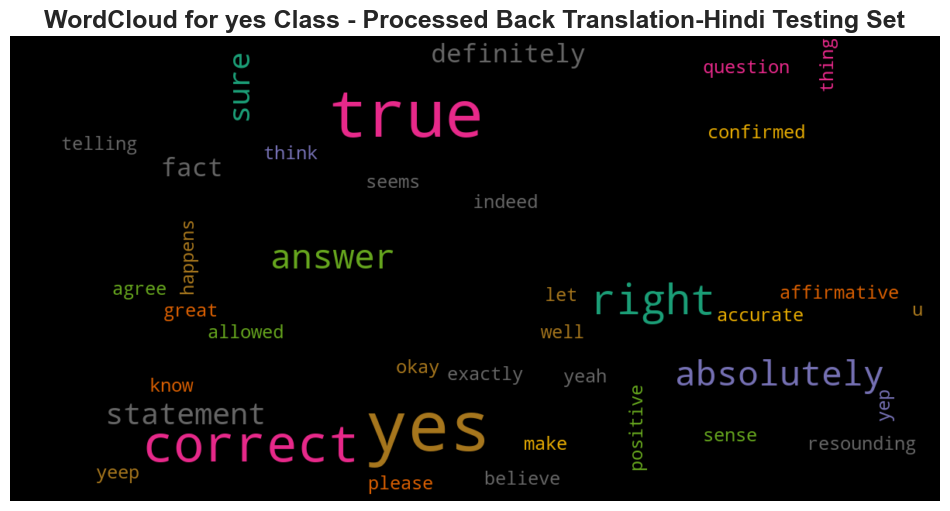 WordCloud for yes Class - Processed Back Translation-Hindi Testing Set
definitely
question
thing
sure
true
confirmed
telling
think
fact
seems
indeed
answer
happens
agree
great
allowed
let
right
affirmative
accurate
u
well
okay
exactly
yeah
absolutely
know
statement
correct
yes
make
positive
sense
yep
resounding
yeep
please
believe